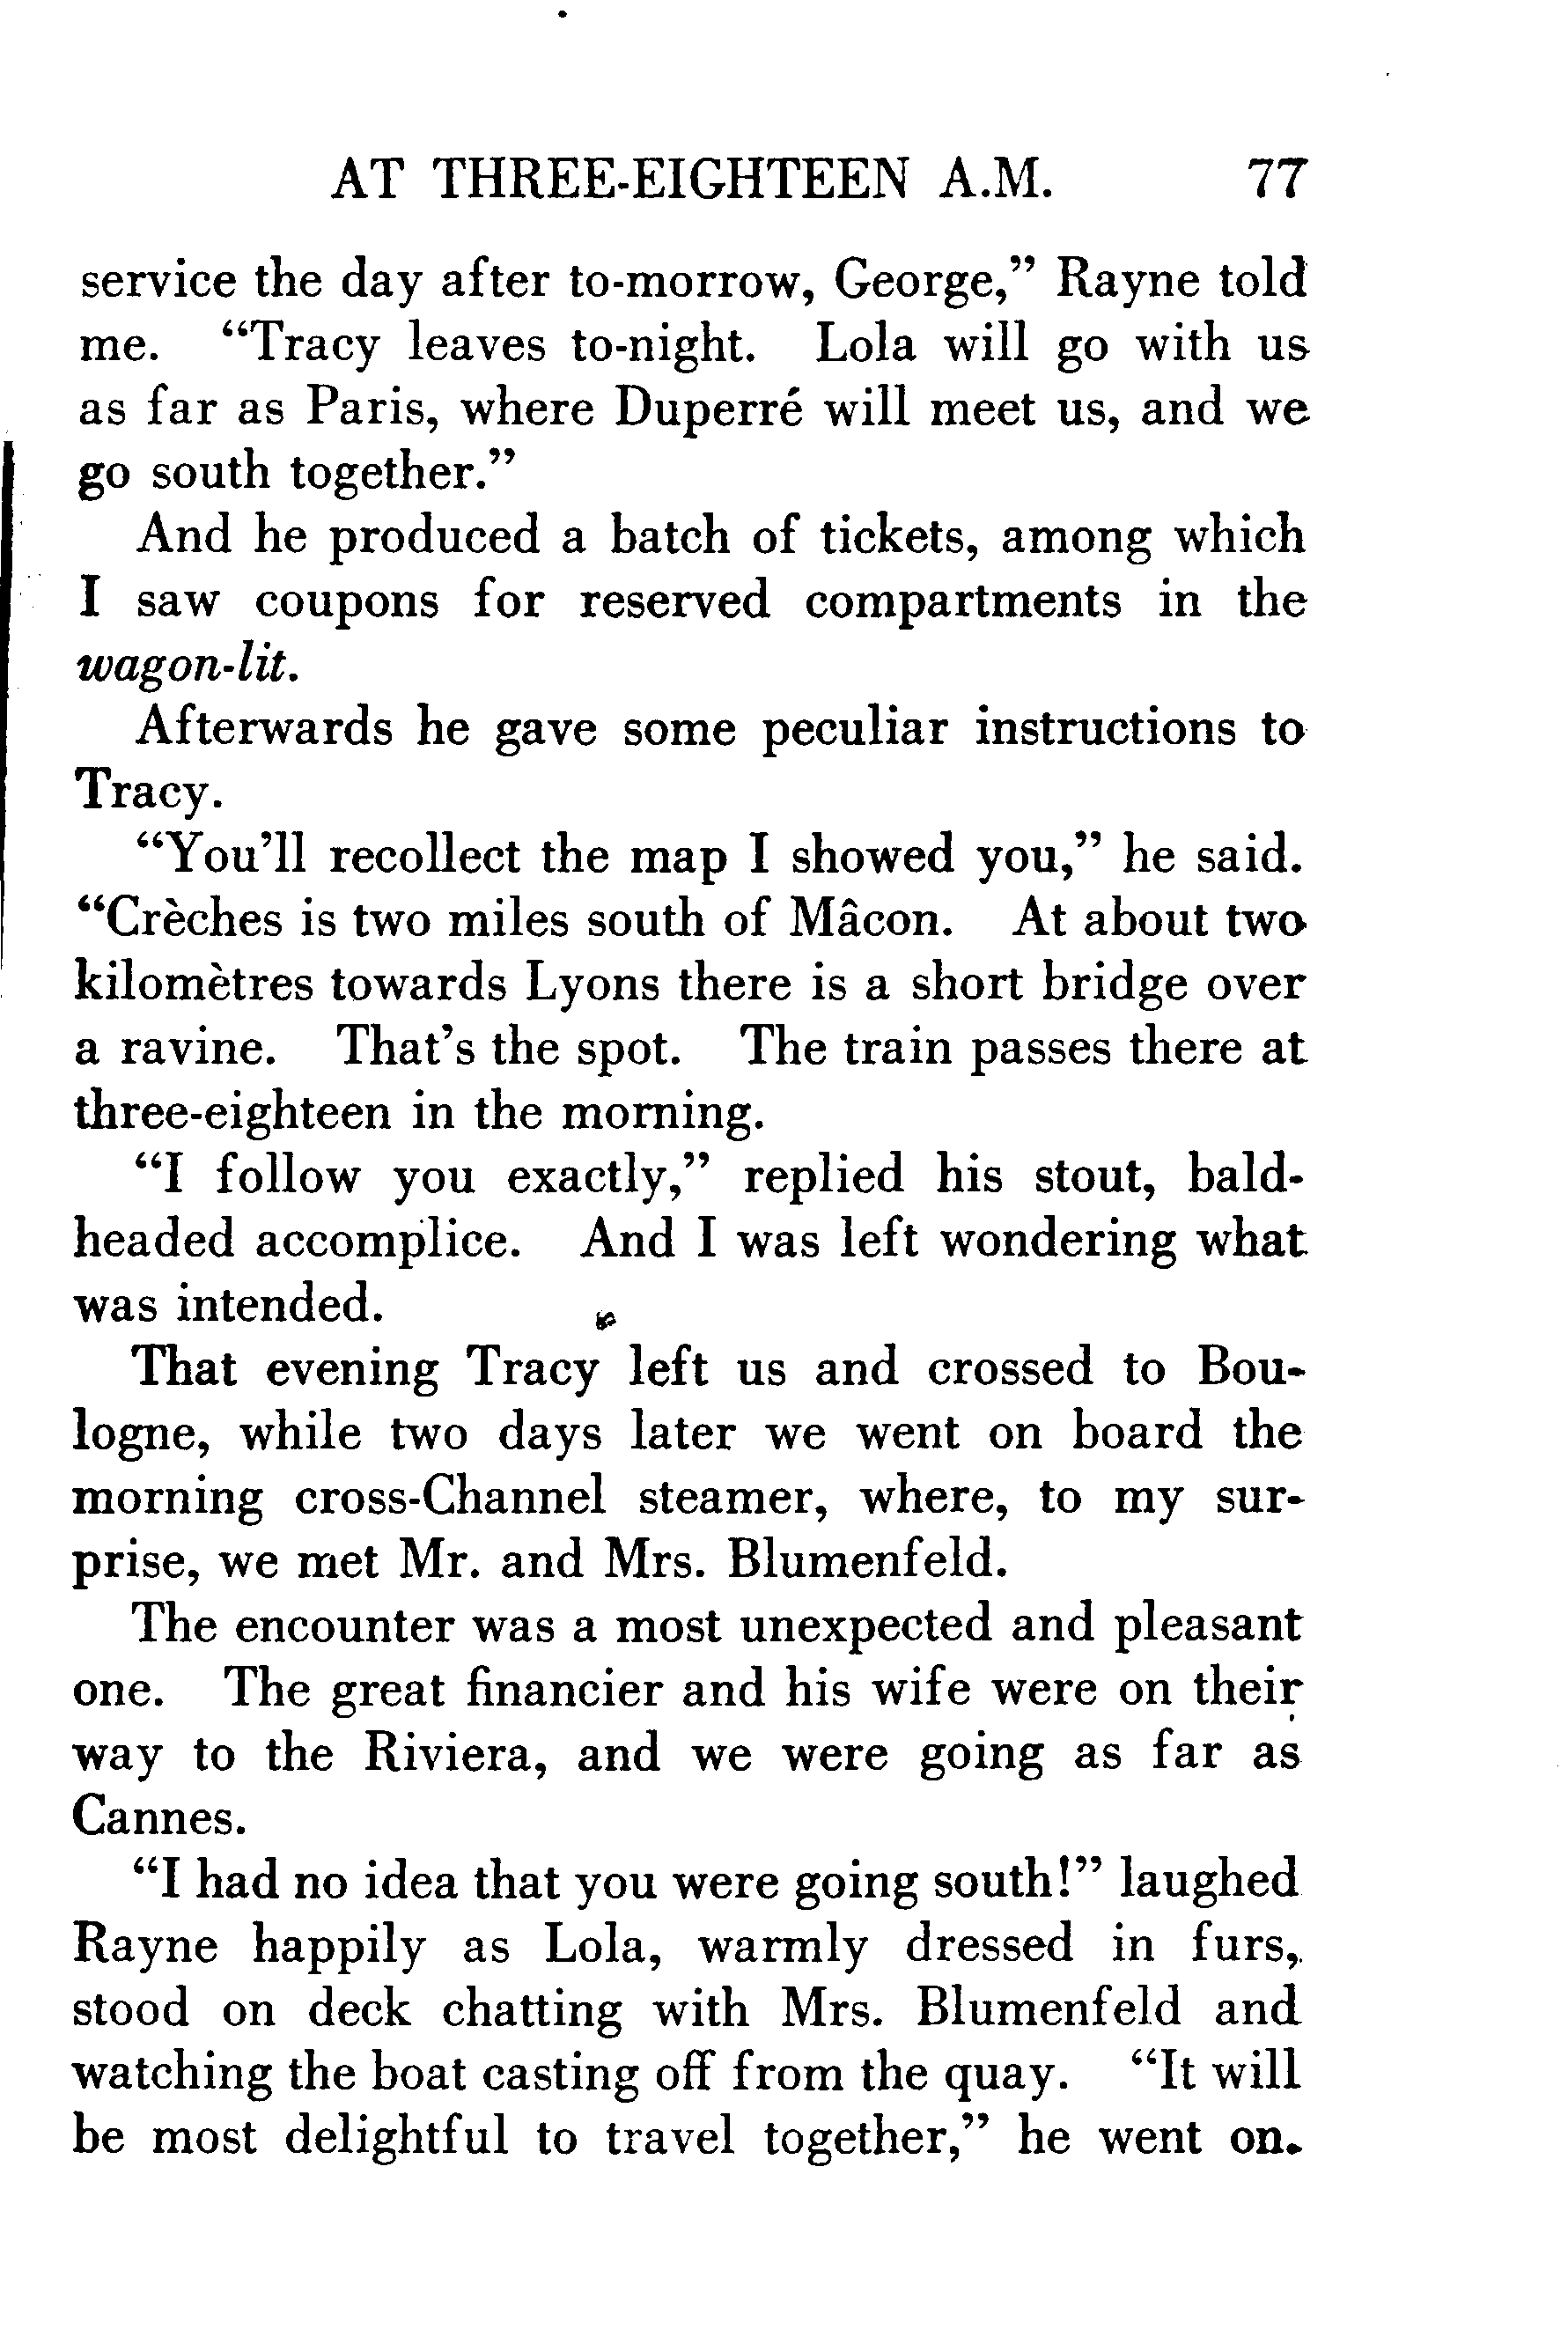 AT THREE-EIGHTEEN A.M. 77
service the day after to-morrow, George,” Rayne told
me. “Tracy leaves to-night. Lola will go with us
as far as Paris, where Duperré will meet us, and we
go south together.”
And he produced a batch of tickets, among which
I saw coupons for reserved compartments in the
wagon-lit.
Afterwards he gave some peculiar instructions to
Tracy.
“You’ll recollect the map I showed you,” he said.
“Crèches is two miles south of Mâcon. At about two
kilomètres towards Lyons there is a short bridge over
a ravine. That’s the spot. The train passes there at
three-eighteen in the morning.
“I follow you exactly,” replied his stout, bald-
headed accomplice. And I was left wondering what
was intended.
That evening Tracy left us and crossed to Bou-
logne, while two days later we went on board the
morning cross-Channel steamer, where, to my sur-
prise, we met Mr. and Mrs. Blumenfeld.
The encounter was a most unexpected and pleasant
one. The great financier and his wife were on their
way to the Riviera, and we were going as far as
Cannes.
“I had no idea that you were going south!” laughed
Rayne happily as Lola, warmly dressed in furs,
stood on deck chatting with Mrs. Blumenfeld and
watching the boat casting off from the quay. “It will
be most delightful to travel together,” he went on.